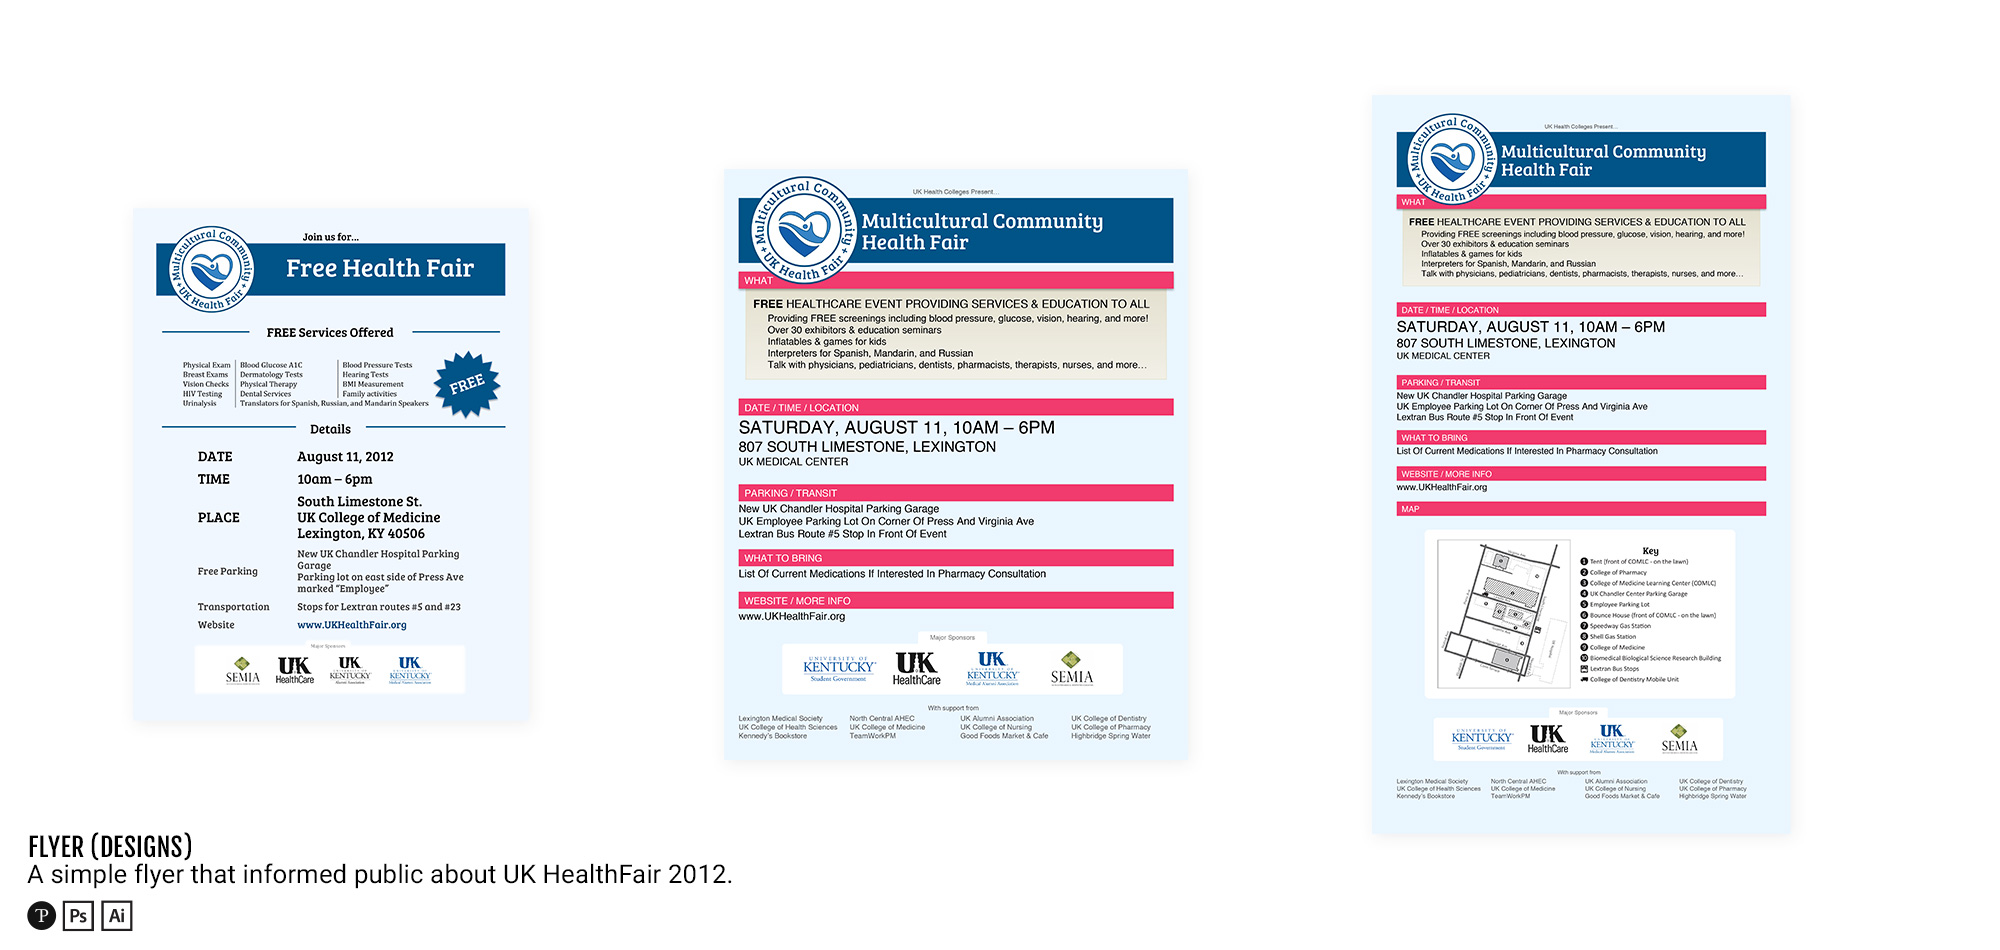 Join us for...
Multicultural Community
UK Health Fair
Free Health Fair
FREE Services Offered
Physical Exam
Breast Exams
Vision Checks
HIV Testing
Urinalysis
Blood Glucose A1C
Dermatology Tests
Physical Therapy
Dental Services
Translators for Spanish, Russian, and Mandarin Speakers
Blood Pressure Tests
Hearing Tests
BMI Measurement
Family activities
FREE
Details
DATE August 11, 2012
TIME 10am – 6pm
PLACE
South Limestone St.
UK College of Medicine
Lexington, KY 40506
Free Parking
New UK Chandler Hospital Parking
Garage
Parking lot on east side of Press Ave
marked “Employee”
Transportation Stops for Lextran routes #5 and #23
Website www.UKHealthFair.org
Major Sponsors
SEMIA
UK
HealthCare
UK
UNIVERSITY OF
KENTUCKY
Alumni Association
UK
UNIVERSITY OF
KENTUCKY
Medical Alumni Association
UK Health Colleges Present...
Multicultural Community
UK Health Fair
Multicultural Community
Health Fair
WHAT
FREE HEALTHCARE EVENT PROVIDING SERVICES & EDUCATION TO ALL
Providing FREE screenings including blood pressure, glucose, vision, hearing, and more!
Over 30 exhibitors & education seminars
Inflatables & games for kids
Interpreters for Spanish, Mandarin, and Russian
Talk with physicians, pediatricians, dentists, pharmacists, therapists, nurses, and more...
DATE / TIME / LOCATION
SATURDAY, AUGUST 11, 10AM – 6PM
807 SOUTH LIMESTONE, LEXINGTON
UK MEDICAL CENTER
PARKING / TRANSIT
New UK Chandler Hospital Parking Garage
UK Employee Parking Lot On Corner Of Press And Virginia Ave
Lextran Bus Route #5 Stop In Front Of Event
WHAT TO BRING
List Of Current Medications If Interested In Pharmacy Consultation
WEBSITE / MORE INFO
www.UKHealthFair.org
Major Sponsors
UNIVERSITY OF
KENTUCKY
Student Government
UK
HealthCare
UK
UNIVERSITY OF
KENTUCKY
Medical Alumni Association
SEMIA
With support from
Lexington Medical Society
UK College of Health Sciences
Kennedy's Bookstore
North Central AHEC
UK College of Medicine
TeamWorkPM
UK Alumni Association
UK College of Nursing
Good Foods Market & Cafe
UK College of Dentistry
UK College of Pharmacy
Highbridge Spring Water
UK Health Colleges Present...
Multicultural Community
UK Health Fair
Multicultural Community
Health Fair
WHAT
FREE HEALTHCARE EVENT PROVIDING SERVICES & EDUCATION TO ALL
Providing FREE screenings including blood pressure, glucose, vision, hearing, and more!
Over 30 exhibitors & education seminars
Inflatables & games for kids
Interpreters for Spanish, Mandarin, and Russian
Talk with physicians, pediatricians, dentists, pharmacists, therapists, nurses, and more...
DATE / TIME / LOCATION
SATURDAY, AUGUST 11, 10AM – 6PM
807 SOUTH LIMESTONE, LEXINGTON
UK MEDICAL CENTER
PARKING / TRANSIT
New UK Chandler Hospital Parking Garage
UK Employee Parking Lot On Corner Of Press And Virginia Ave
Lextran Bus Route #5 Stop In Front Of Event
WHAT TO BRING
List Of Current Medications If Interested In Pharmacy Consultation
WEBSITE / MORE INFO
www.UKHealthFair.org
MAP
Key
1 Tent (front of COMLC - on the lawn)
2 College of Pharmacy
3 College of Medicine Learning Center (COMLC)
4 UK Chandler Center Parking Garage
5 Employee Parking Lot
6 Bounce House (front of COMLC - on the lawn)
7 Speedway Gas Station
8 Shell Gas Station
9 College of Medicine
10 Biomedical Biological Science Research Building
Lextran Bus Stops
College of Dentistry Mobile Unit
Major Sponsors
UNIVERSITY OF
KENTUCKY
Student Government
UK
HealthCare
UK
UNIVERSITY OF
KENTUCKY
Medical Alumni Association
SEMIA
With support from
Lexington Medical Society
UK College of Health Sciences
Kennedy's Bookstore
North Central AHEC
UK College of Medicine
TeamWorkPM
UK Alumni Association
UK College of Nursing
Good Foods Market & Cafe
UK College of Dentistry
UK College of Pharmacy
Highbridge Spring Water
FLYER (DESIGNS)
A simple flyer that informed public about UK HealthFair 2012.
Ps
Ai